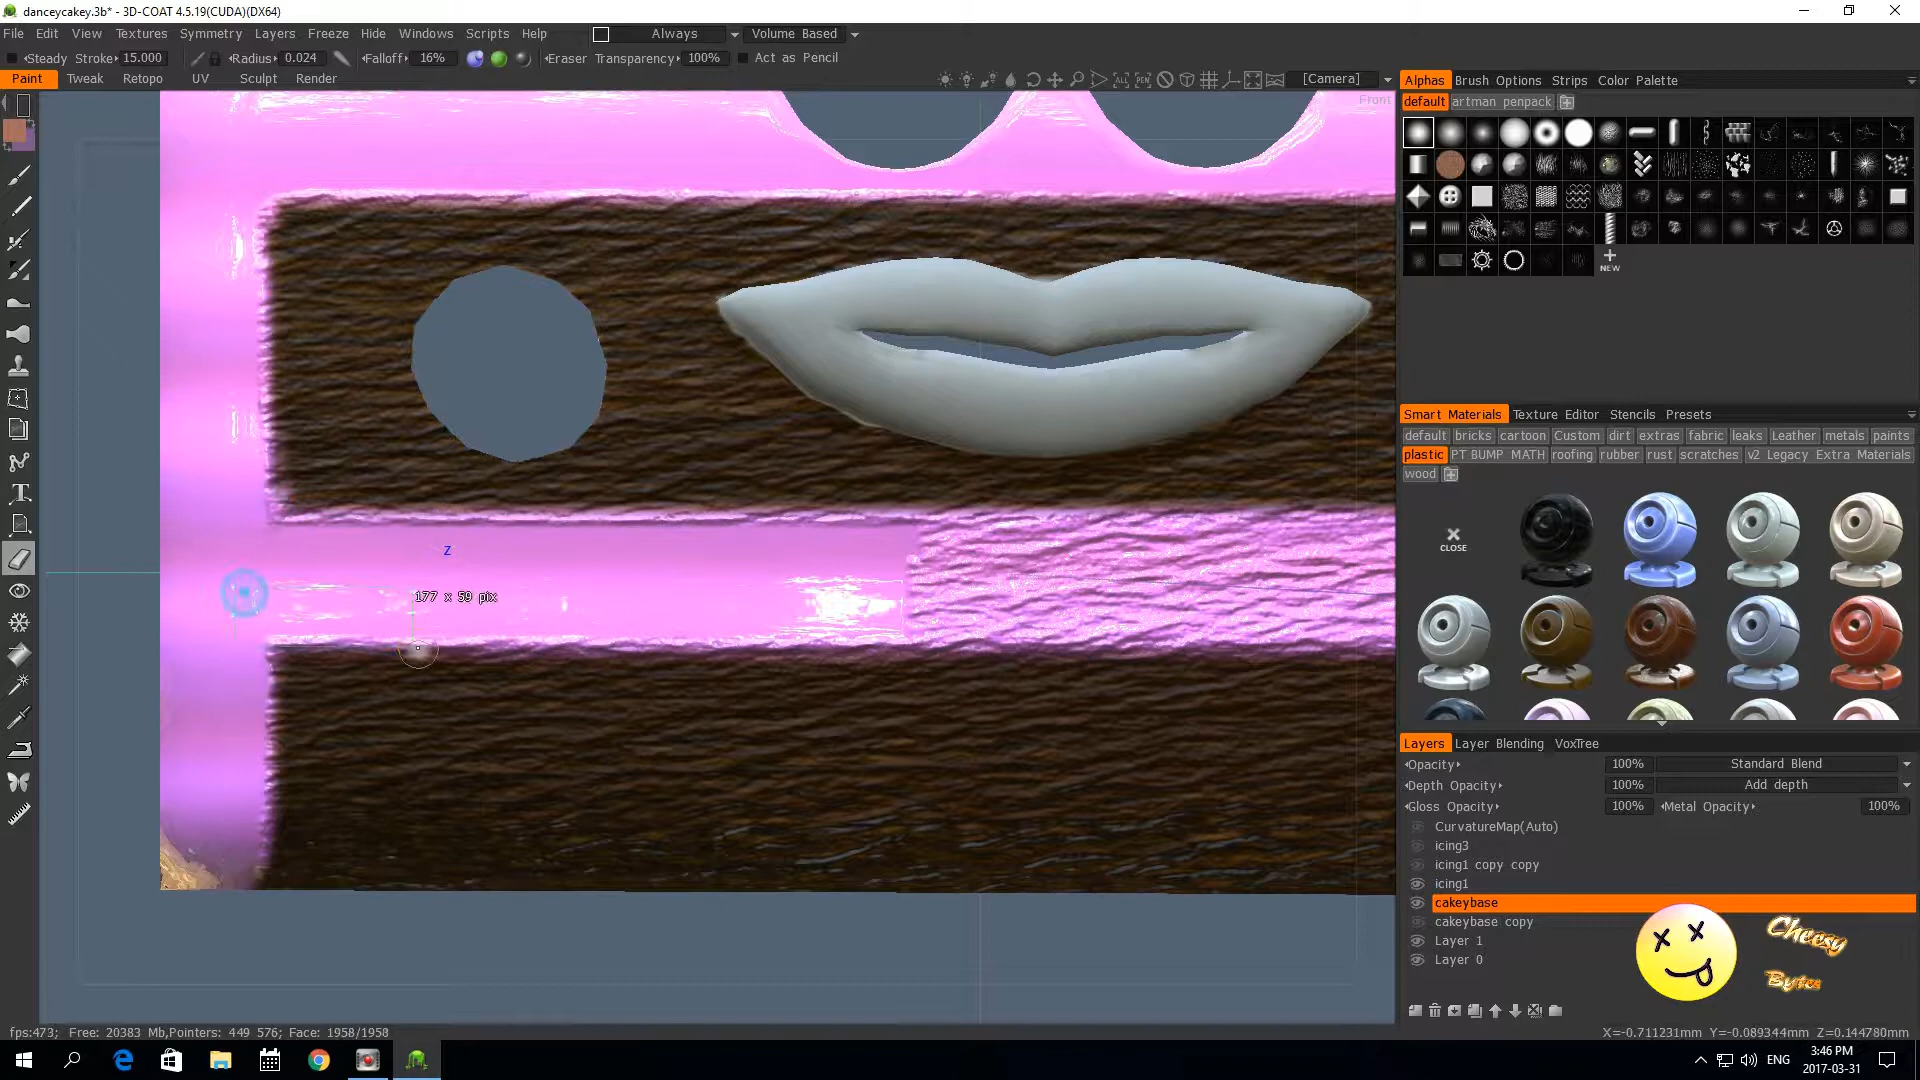 danceycakey.3b* - 3D-COAT 4.5.19(CUDA)(DX64)
File Edit View Textures Symmetry Layers Freeze Hide Windows Scripts Help Always Volume Based
Steady Stroke 15.000 Radius 0.024 Falloff 16% Eraser Transparency 100% Act as Pencil
Paint Tweak Retopo UV Sculpt Render ALL PEN [Camera]
Front
Alphas Brush Options Strips Color Palette
default artman penpack
NEW
Z
177 x 59 pix
Smart Materials Texture Editor Stencils Presets
default bricks cartoon Custom dirt extras fabric leaks Leather metals paints
plastic PT BUMP MATH roofing rubber rust scratches v2 Legacy Extra Materials
wood
CLOSE
Layers Layer Blending VoxTree
Opacity 100% Standard Blend
Depth Opacity 100% Add depth
Gloss Opacity 100% Metal Opacity 100%
CurvatureMap(Auto)
icing3
icing1 copy copy
icing1
cakeybase
cakeybase copy
Layer 1
Layer 0
Cheesy
Bytes
fps:473; Free: 20383 Mb,Pointers: 449 576; Face: 1958/1958
X=-0.711231mm Y=-0.089344mm Z=0.144780mm
ENG
3:46 PM
2017-03-31